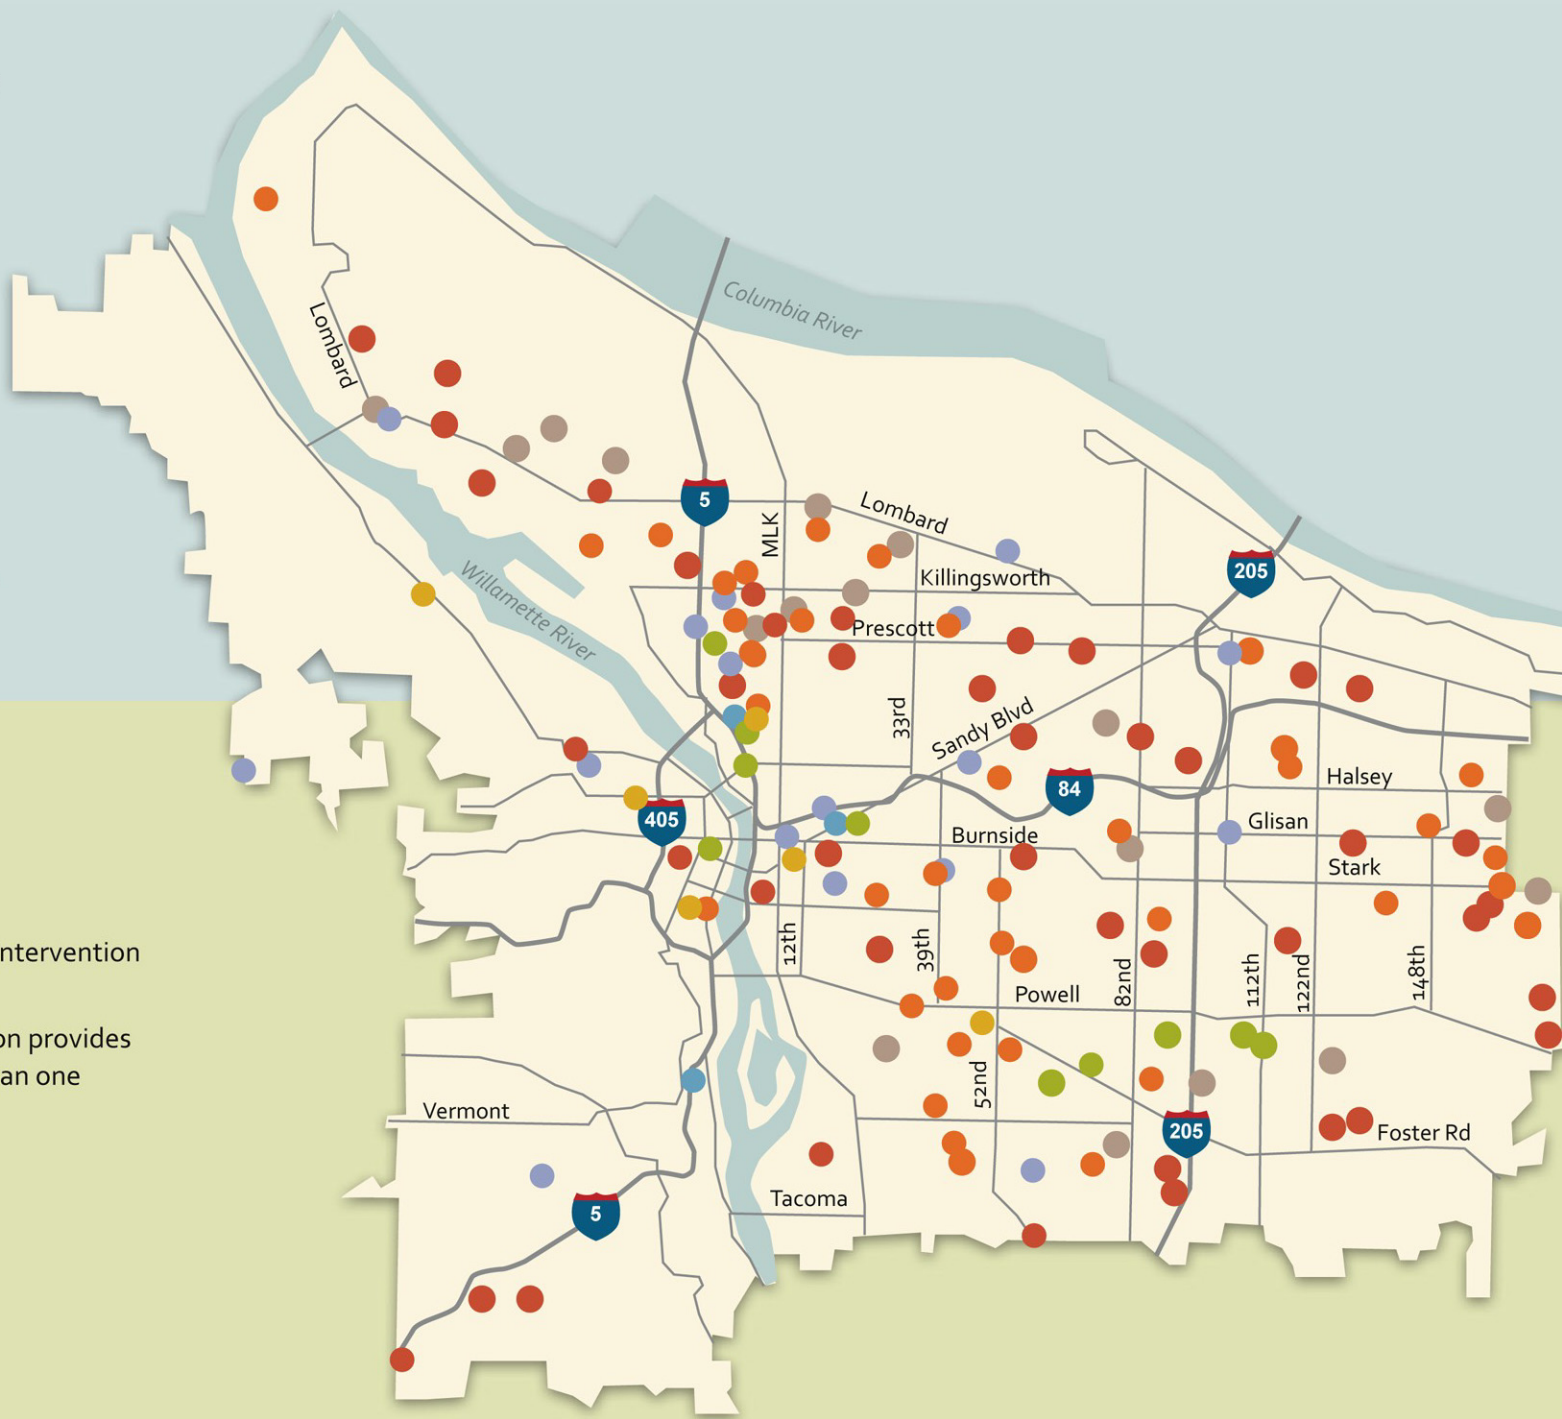 Columbia River
Lombard
5
MLK
Lombard
Killingsworth
205
Willamette River
Prescott
33rd
Sandy Blvd
84
Halsey
405
Burnside
Glisan
Stark
12th
39th
82nd
112th
122nd
148th
ntervention
Powell
on provides
an one
52nd
Vermont
205
Foster Rd
Tacoma
5